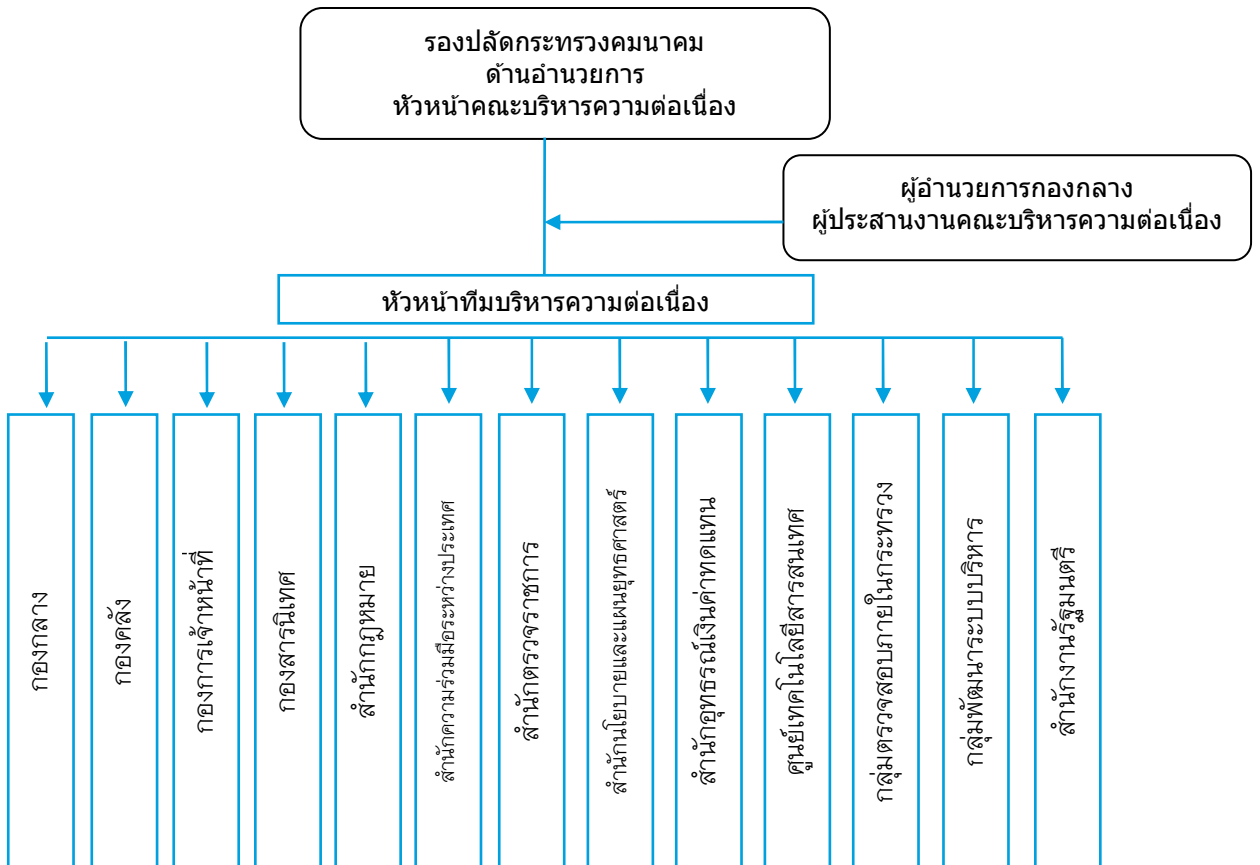 รองปลัดกระทรวงคมนาคม
ด้านอำนวยการ
หัวหน้าคณะบริหารความต่อเนื่อง
ผู้อำนวยการกองกลาง
ผู้ประสานงานคณะบริหารความต่อเนื่อง
หัวหน้าทีมบริหารความต่อเนื่อง
กองกลาง
กองคลัง
กองการเจ้าหน้าที่
กองสารนิเทศ
สำนักกฎหมาย
สำนักความร่วมมือระหว่างประเทศ
สำนักตรวจราชการ
สำนักนโยบายและแผนยุทธศาสตร์
สำนักอุทธรณ์เงินค่าทดแทน
ศูนย์เทคโนโลยีสารสนเทศ
กลุ่มตรวจสอบภายในกระทรวง
กลุ่มพัฒนาระบบบริหาร
สำนักงานรัฐมนตรี